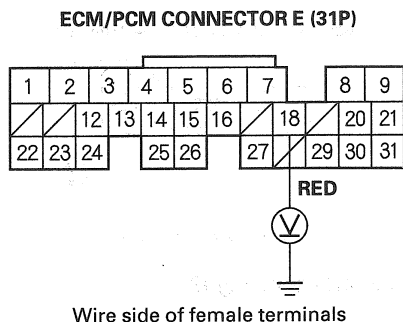 ECM/PCM CONNECTOR E (31P)
1 2 3 4 5 6 7 8 9
12 13 14 15 16 18 20 21
22 23 24 25 26 27 29 30 31
RED
V
Wire side of female terminals